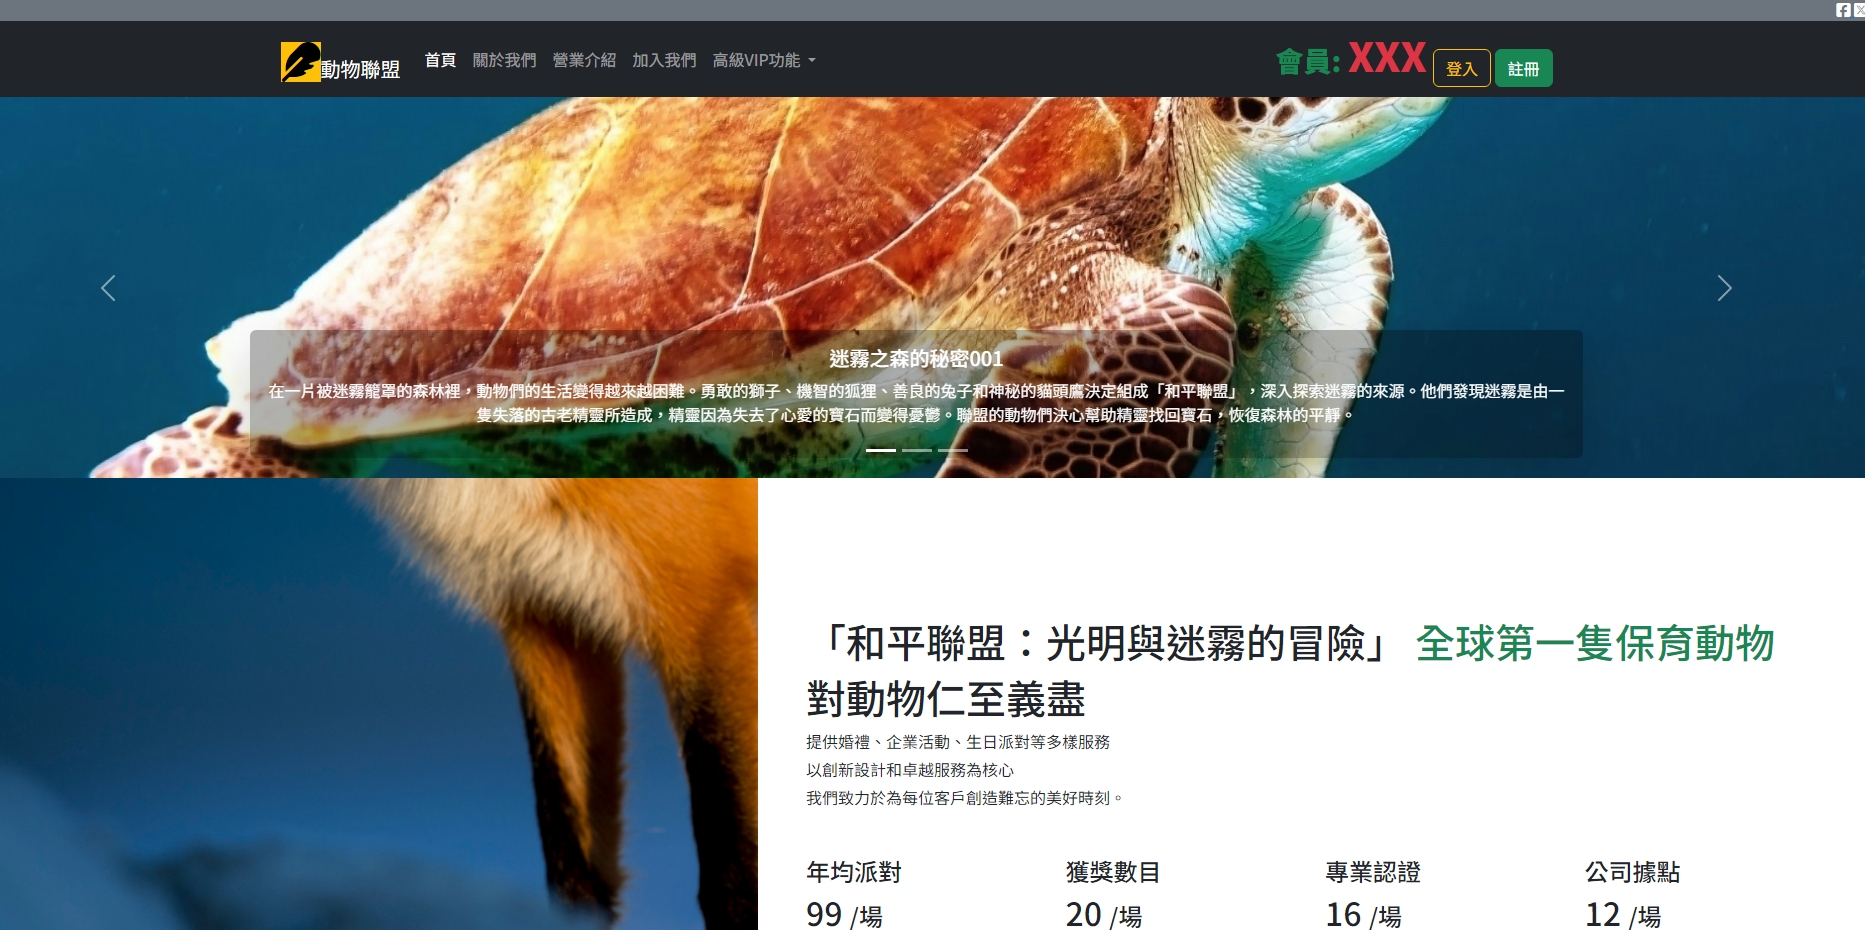 動物聯盟
首頁 關於我們 營業介紹 加入我們 高級VIP功能
會員: XXX 登入 註冊
迷霧之森的秘密001
在一片被迷霧籠罩的森林裡，動物們的生活變得越來越困難。勇敢的獅子、機智的狐狸、善良的兔子和神秘的貓頭鷹決定組成「和平聯盟」，深入探索迷霧的來源。他們發現迷霧是由一
隻失落的古老精靈所造成，精靈因為失去了心愛的寶石而變得憂鬱。聯盟的動物們決心幫助精靈找回寶石，恢復森林的平靜。
「和平聯盟：光明與迷霧的冒險」 全球第一隻保育動物
對動物仁至義盡
提供婚禮、企業活動、生日派對等多樣服務
以創新設計和卓越服務為核心
我們致力於為每位客戶創造難忘的美好時刻。
年均派對 獲獎數目 專業認證 公司據點
99 /場 20 /場 16 /場 12 /場